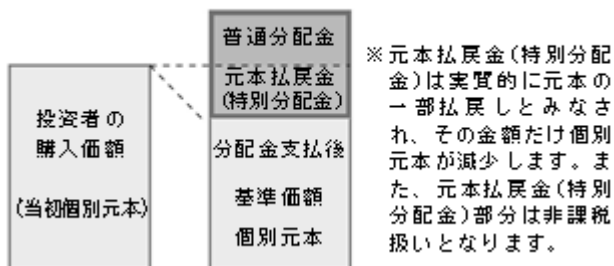 投資者の
購入価額
(当初個別元本)
普通分配金
元本払戻金
(特別分配金)
分配金支払後
基準価額
個別元本
※元本払戻金(特別分配
金)は実質的に元本の
一部払戻しとみなさ
れ、その金額だけ個別
元本が減少します。ま
た、元本払戻金(特別
分配金)部分は非課税
扱いとなります。